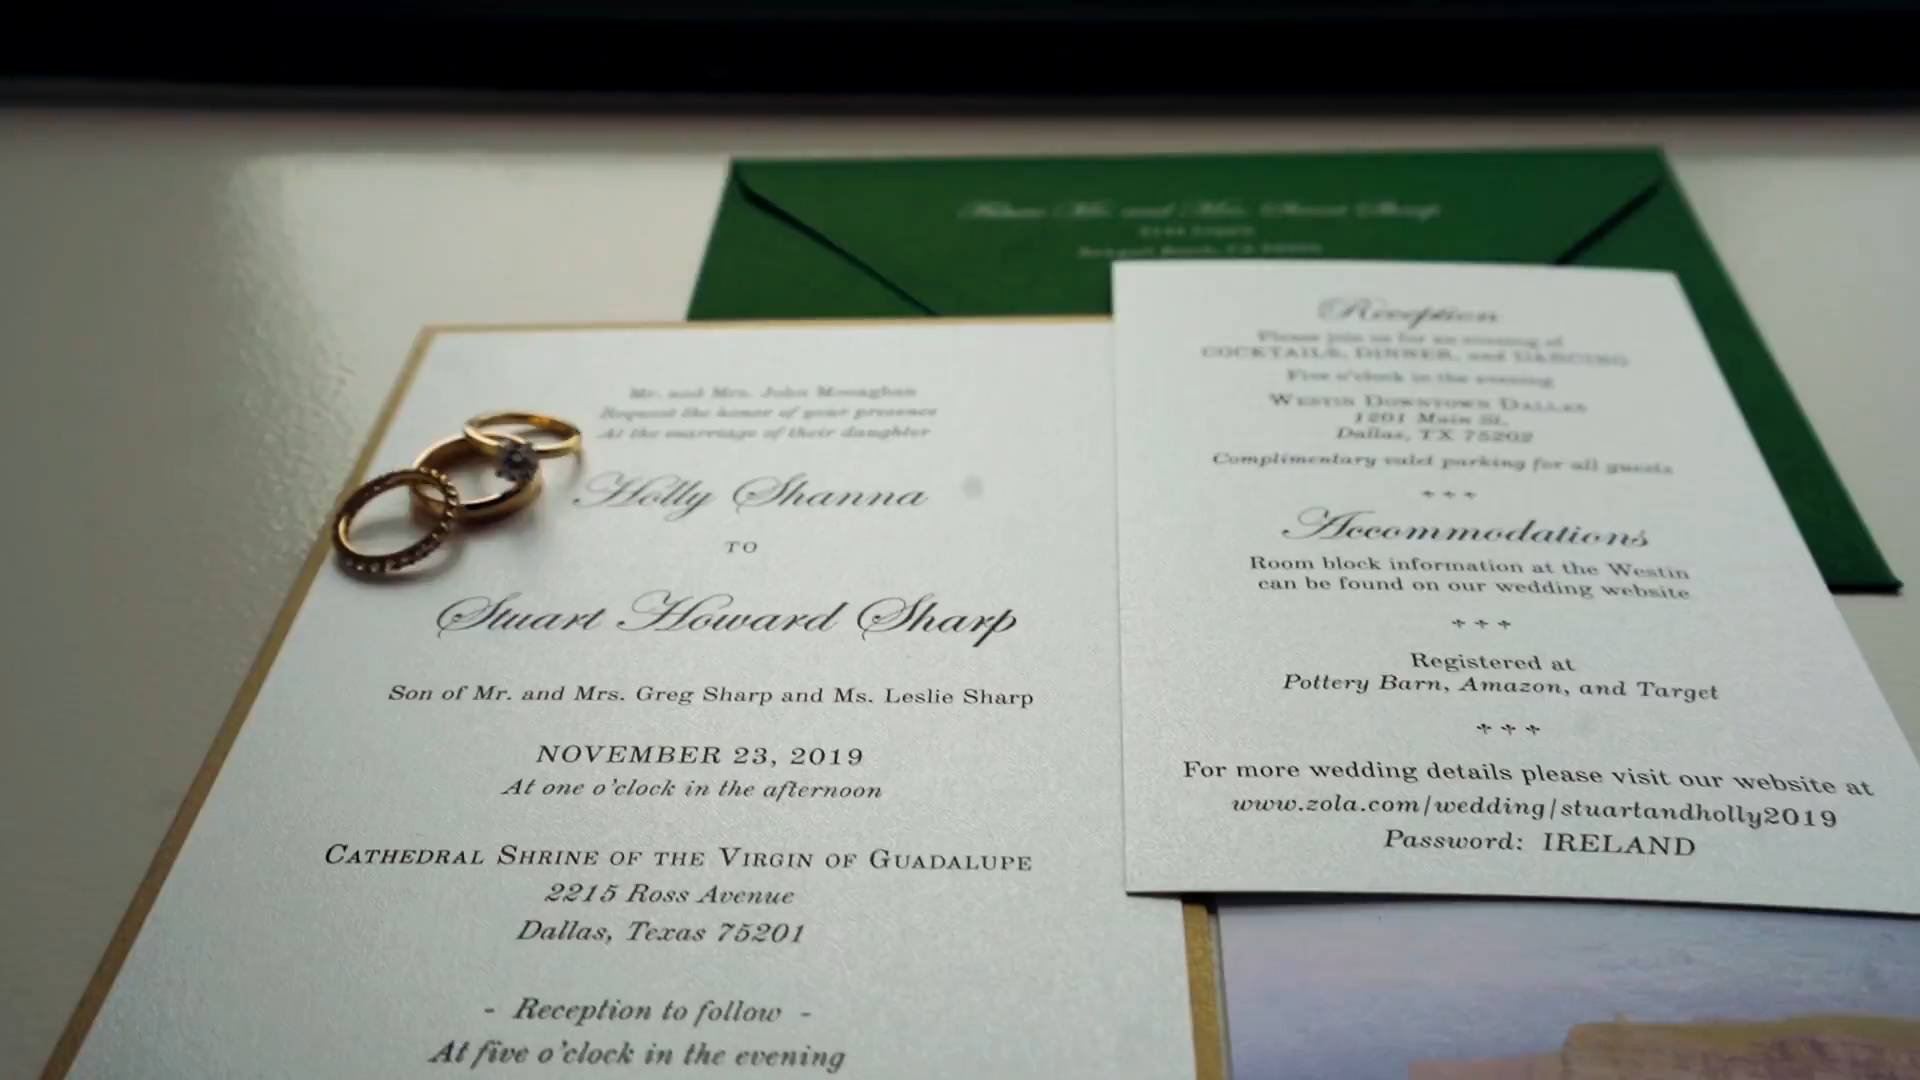 Future Mr. and Mrs. Stuart Sharp
Mr. and Mrs. John Monaghan
Request the honor of your presence
At the marriage of their daughter
Holly Shanna
TO
Stuart Howard Sharp
Son of Mr. and Mrs. Greg Sharp and Ms. Leslie Sharp
NOVEMBER 23, 2019
At one o'clock in the afternoon
CATHEDRAL SHRINE OF THE VIRGIN OF GUADALUPE
2215 Ross Avenue
Dallas, Texas 75201
- Reception to follow -
At five o'clock in the evening
Reception
Please join us for an evening of
COCKTAILS, DINNER, and DANCING
Five o'clock in the evening
WESTIN DOWNTOWN DALLAS
1201 Main St.
Dallas, TX 75202
Complimentary valet parking for all guests
Accommodations
Room block information at the Westin
can be found on our wedding website
Registered at
Pottery Barn, Amazon, and Target
For more wedding details please visit our website at
www.zola.com/wedding/stuartandholly2019
Password: IRELAND